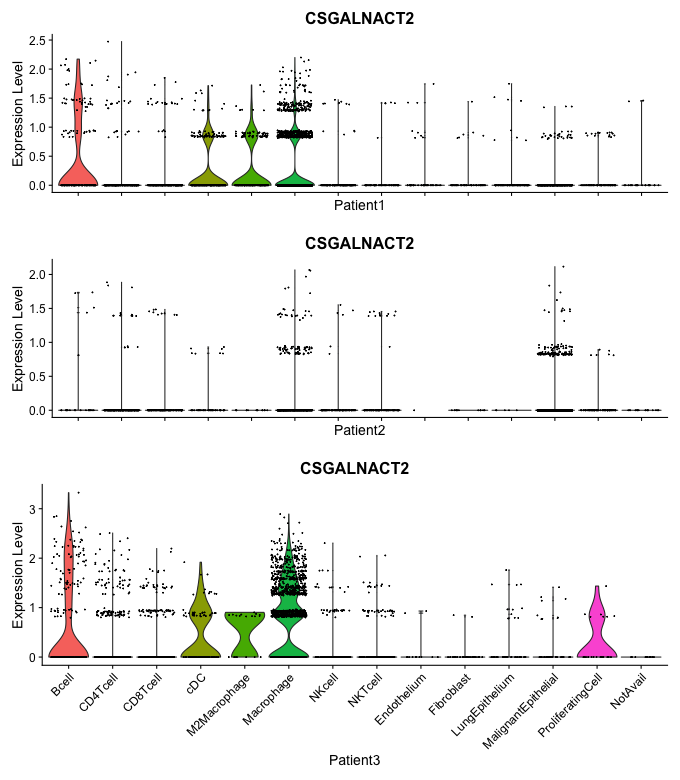 CSGALNACT2
Expression Level
2.5
2.0
1.5
1.0
0.5
0.0
Patient1
CSGALNACT2
Expression Level
2.0
1.5
1.0
0.5
0.0
Patient2
CSGALNACT2
Expression Level
3
2
1
0
Bcell
CD4Tcell
CD8Tcell
cDC
M2Macrophage
Macrophage
NKcell
NKTcell
Endothelium
Fibroblast
LungEpithelium
MalignantEpithelial
ProliferatingCell
NotAvail
Patient3